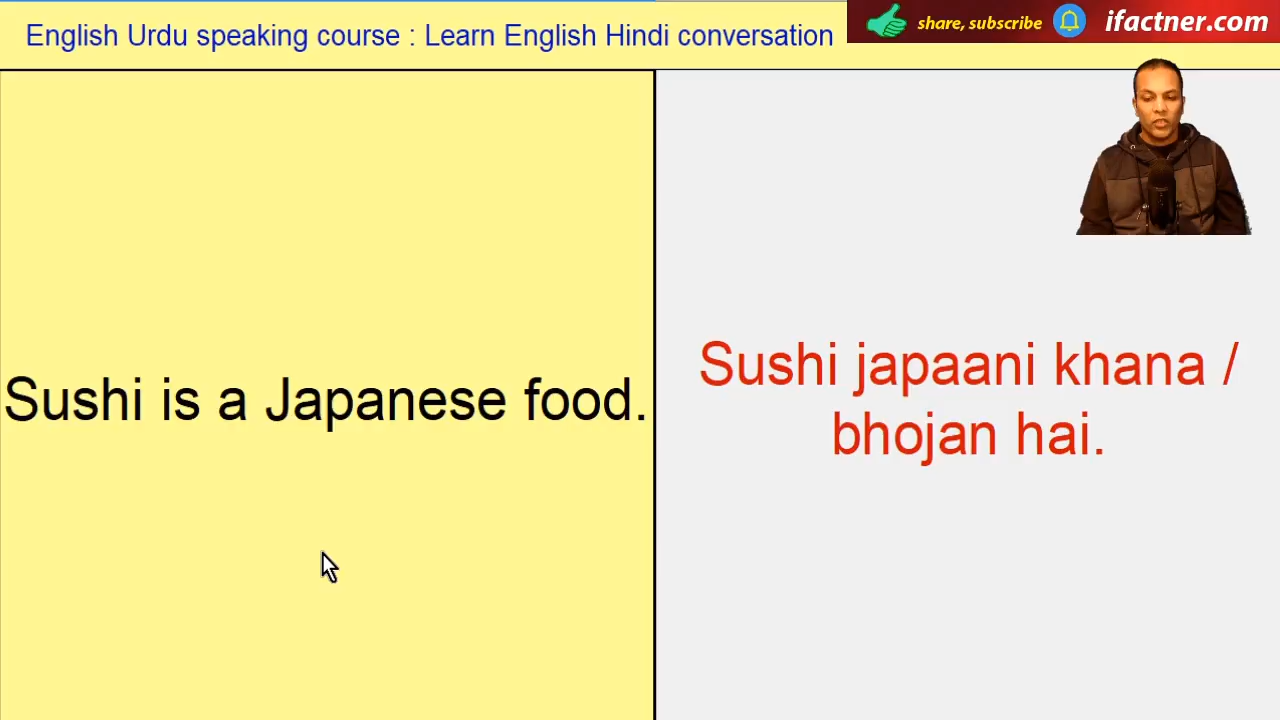 English Urdu speaking course : Learn English Hindi conversation
share, subscribe
ifactner.com
Sushi is a Japanese food.
Sushi japaani khana /
bhojan hai.